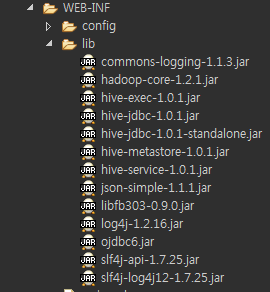 WEB-INF
config
lib
commons-logging-1.1.3.jar
hadoop-core-1.2.1.jar
hive-exec-1.0.1.jar
hive-jdbc-1.0.1.jar
hive-jdbc-1.0.1-standalone.jar
hive-metastore-1.0.1.jar
hive-service-1.0.1.jar
json-simple-1.1.1.jar
libfb303-0.9.0.jar
log4j-1.2.16.jar
ojdbc6.jar
slf4j-api-1.7.25.jar
slf4j-log4j12-1.7.25.jar